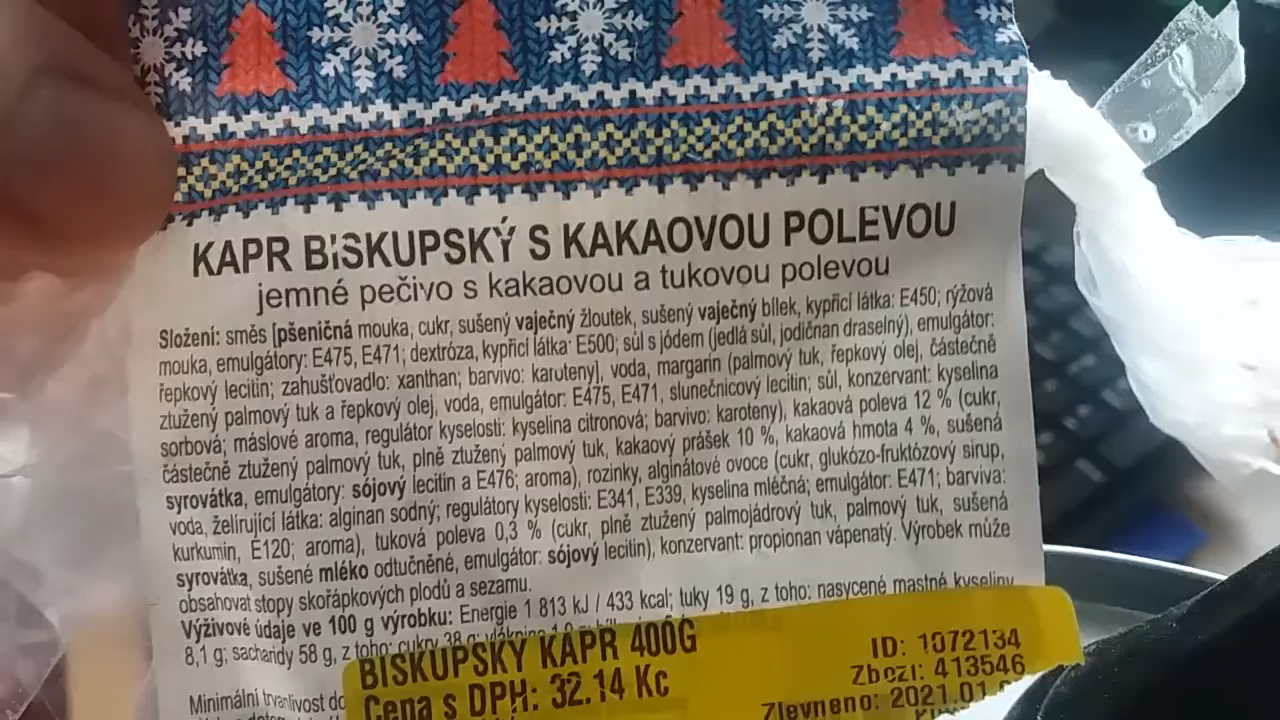 KAPR BISKUPSKÝ S KAKAOVOU POLEVOU
jemné pečivo s kakaovou a tukovou polevou
Složení: směs [pšeničná mouka, cukr, sušený vaječný žloutek, sušený vaječný bílek, kypřicí látka: E450; rýžová
mouka, emulgátory: E475, E471; dextróza, kypřicí látka: E500; sůl s jódem (jedlá sůl, jodičnan draselný), emulgátor:
řepkový lecitin; zahušťovadlo: xanthan; barvivo: karoteny], voda, margarin (palmový tuk, řepkový olej, částečně
ztužený palmový tuk a řepkový olej, voda, emulgátor: E475, E471, slunečnicový lecitin; sůl, konzervant: kyselina
sorbová; máslové aroma, regulátor kyselosti: kyselina citronová; barvivo: karoteny), kakaová poleva 12 % (cukr,
částečně ztužený palmový tuk, plně ztužený palmový tuk, kakaový prášek 10 %, kakaová hmota 4 %, sušená
syrovátka, emulgátory: sójový lecitin a E476; aroma), rozinky, alginátové ovoce (cukr, glukózo-fruktózový sirup,
voda, želírující látka: alginan sodný; regulátory kyselosti: E341, E339, kyselina mléčná; emulgátor: E471; barviva:
kurkumin, E120; aroma), tuková poleva 0,3 % (cukr, plně ztužený palmojádrový tuk, palmový tuk, sušená
syrovátka, sušené mléko odtučněné, emulgátor: sójový lecitin), konzervant: propionan vápenatý. Výrobek může
obsahovat stopy skořápkových plodů a sezamu.
Výživové údaje ve 100 g výrobku: Energie 1 813 kJ / 433 kcal; tuky 19 g, z toho: nasycené mastné kyseliny
8,1 g; sacharidy 58 g, z toho: cukry 38 g; vláknina
Minimální trvanlivost do
BISKUPSKÝ KAPR 400G
Cena s DPH: 32.14 Kc
ID: 1072134
Zbozi: 413546
Zlevneno: 2021.01